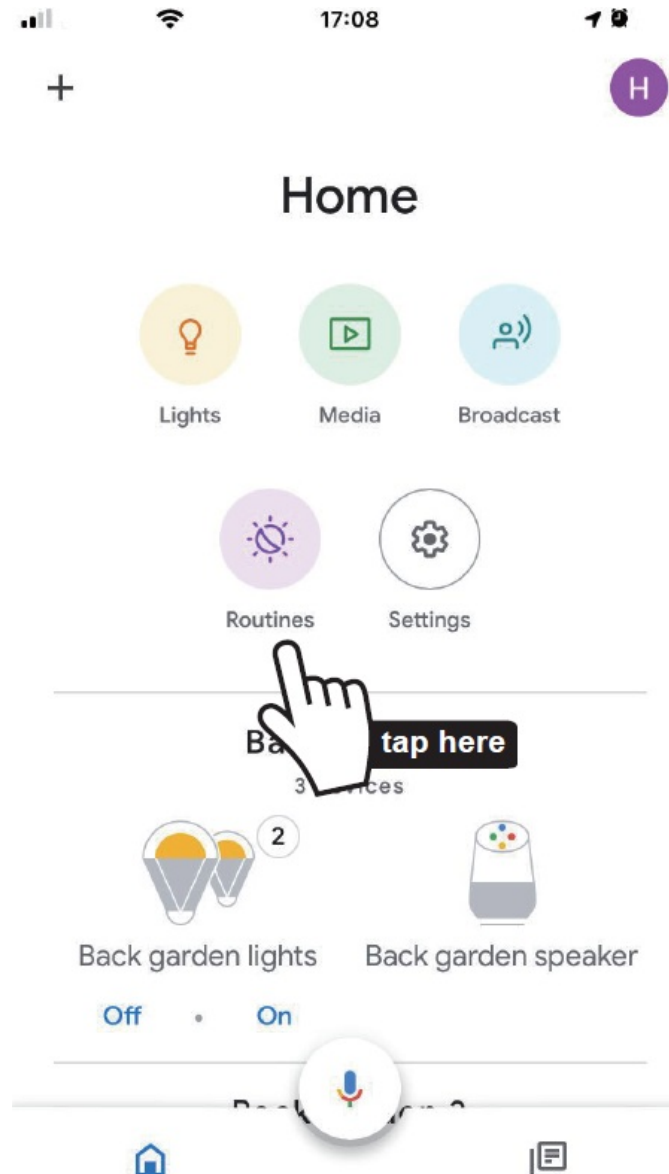 17:08
H
Home
Lights Media Broadcast
Routines Settings
tap here
2
Back garden lights Back garden speaker
Off · On